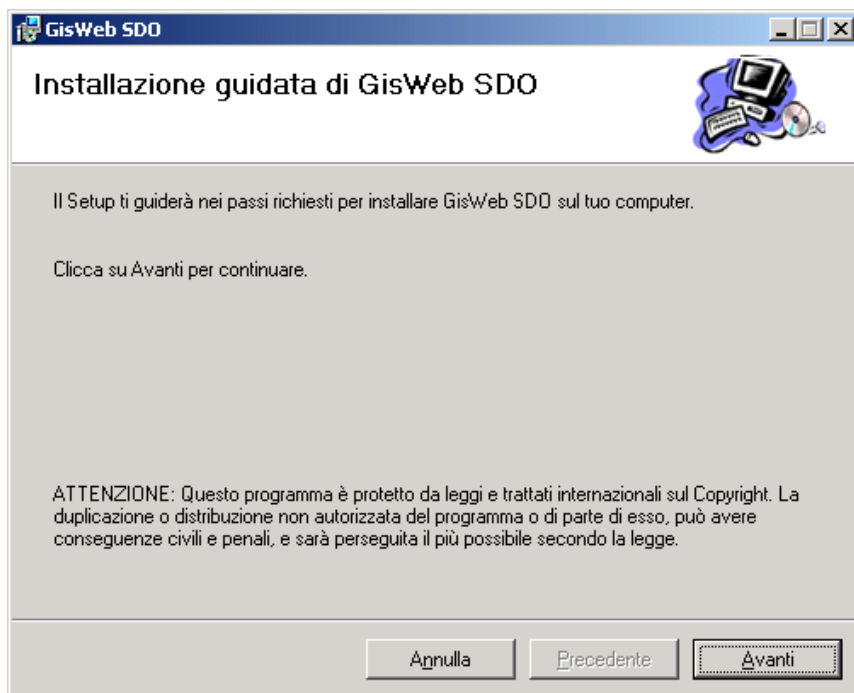 GisWeb SDO
Installazione guidata di GisWeb SDO
Il Setup ti guiderà nei passi richiesti per installare GisWeb SDO sul tuo computer.
Clicca su Avanti per continuare.
ATTENZIONE: Questo programma è protetto da leggi e trattati internazionali sul Copyright. La
duplicazione o distribuzione non autorizzata del programma o di parte di esso, può avere
conseguenze civili e penali, e sarà perseguita il più possibile secondo la legge.
Annulla
Precedente
Avanti